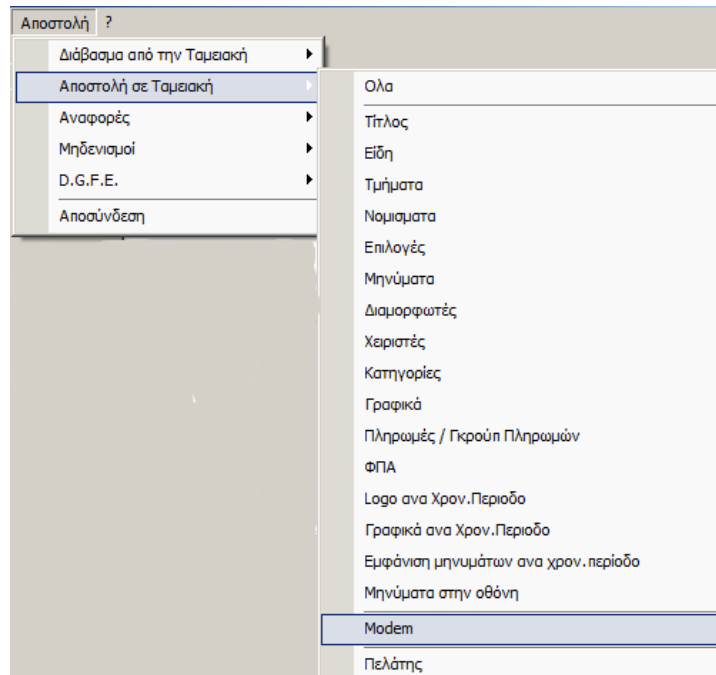 Αποστολή ?
Διάβασμα από την Ταμειακή
Αποστολή σε Ταμειακή
Αναφορές
Μηδενισμοί
D.G.F.E.
Αποσύνδεση
Ολα
Τίτλος
Είδη
Τμήματα
Νομισματα
Επιλογές
Μηνύματα
Διαμορφωτές
Χειριστές
Κατηγορίες
Γραφικά
Πληρωμές / Γκρούπ Πληρωμών
ΦΠΑ
Logo ανα Χρον.Περιοδο
Γραφικά ανα Χρον.Περιοδο
Εμφάνιση μηνυμάτων ανα χρον.περίοδο
Μηνύματα στην οθόνη
Modem
Πελάτης